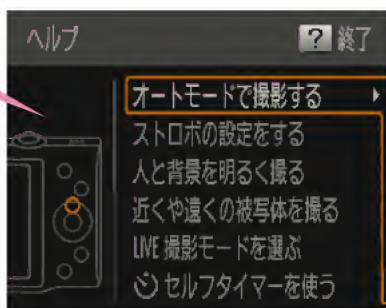 ヘルプ ? 終了
オートモードで撮影する
ストロボの設定をする
人と背景を明るく撮る
近くや遠くの被写体を撮る
LIVE 撮影モードを選ぶ
セルフタイマーを使う